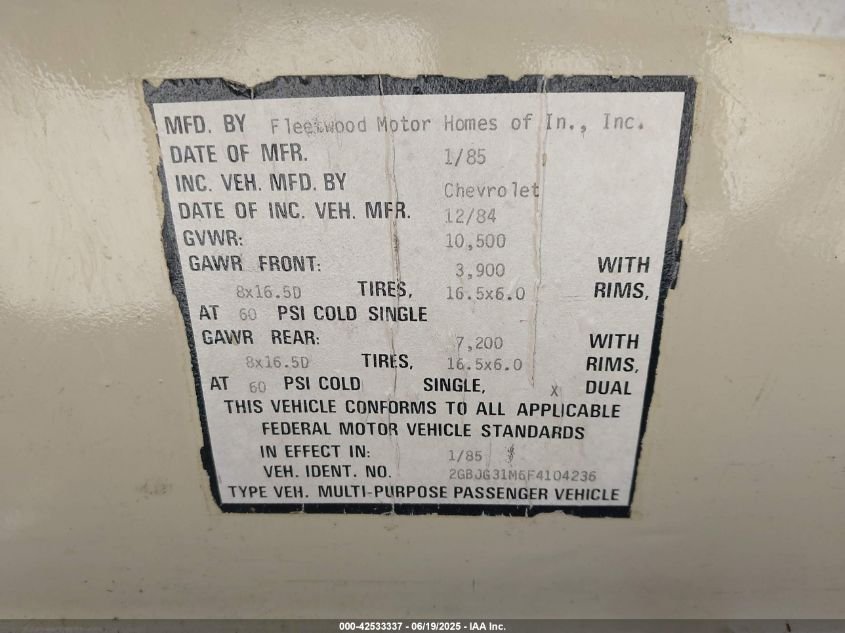 MFD. BY Fleetwood Motor Homes of In., Inc.
DATE OF MFR. 1/85
INC. VEH. MFD. BY Chevrolet
DATE OF INC. VEH. MFR. 12/84
GVWR: 10,500
GAWR FRONT: 3,900 WITH
8x16.5D TIRES, 16.5x6.0 RIMS,
AT 60 PSI COLD SINGLE
GAWR REAR: 7,200 WITH
8x16.5D TIRES, 16.5x6.0 RIMS,
AT 60 PSI COLD SINGLE, X DUAL
THIS VEHICLE CONFORMS TO ALL APPLICABLE
FEDERAL MOTOR VEHICLE STANDARDS
IN EFFECT IN: 1/85
VEH. IDENT. NO. 2GBJG31M6F4104236
TYPE VEH. MULTI-PURPOSE PASSENGER VEHICLE
000-42533337 - 06/19/2025 - IAA Inc.